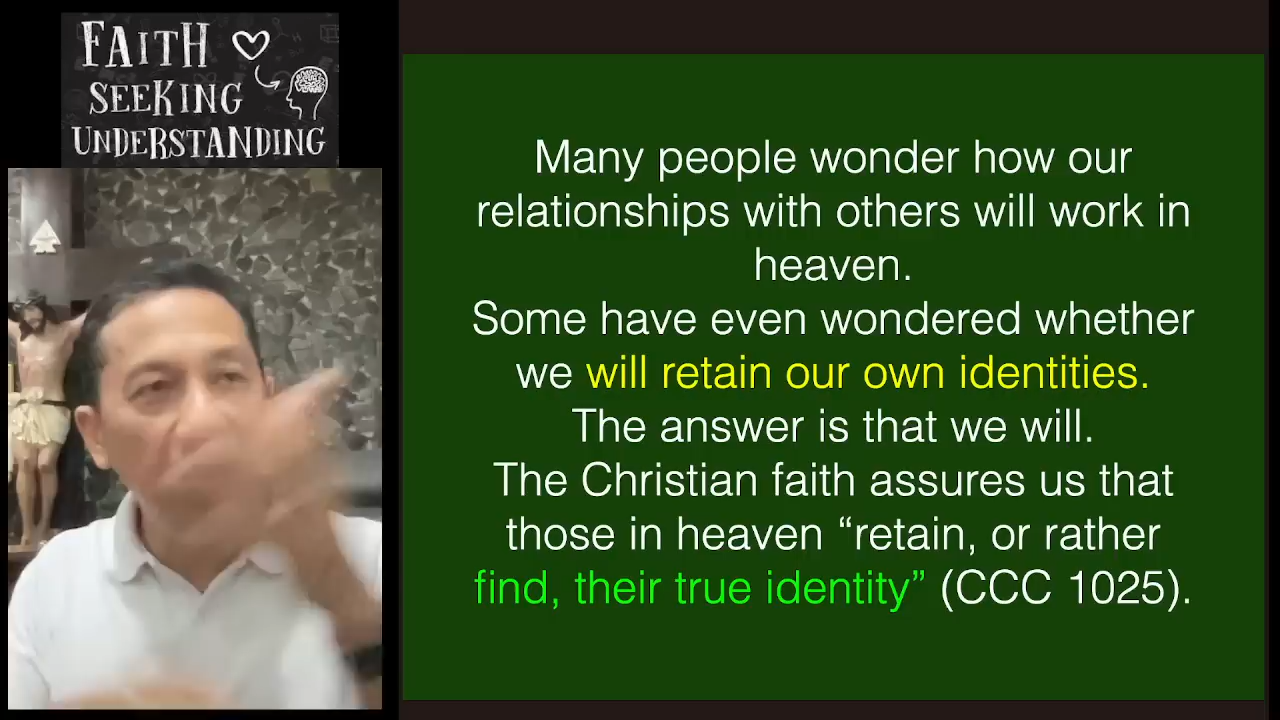 FAITH
SEEKING
UNDERSTANDING
Many people wonder how our
relationships with others will work in
heaven.
Some have even wondered whether
we will retain our own identities.
The answer is that we will.
The Christian faith assures us that
those in heaven “retain, or rather
find, their true identity” (CCC 1025).